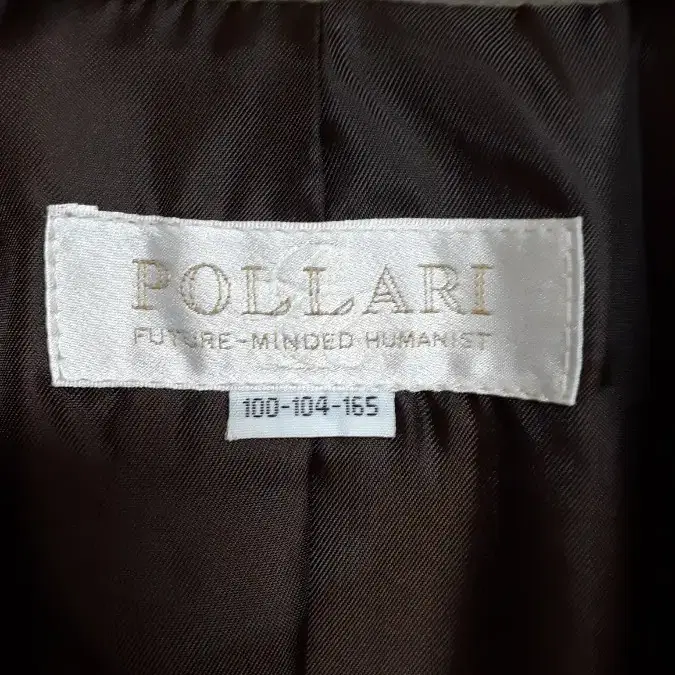 POLLARI
FUTURE-MINDED HUMANIST
100-104-165